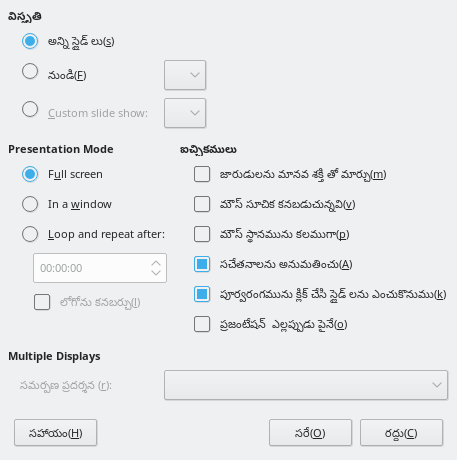 విస్తృతి
అన్ని స్లైడ్ లు(s)
నుండి(F)
Custom slide show:
Presentation Mode
ఐచ్చికములు
Full screen
జారుడులను మానవ శక్తి తో మార్చు(m)
In a window
మౌస్ సూచిక కనబడుచున్నవి(v)
Loop and repeat after:
మౌస్ స్థానమును కలముగా(p)
00:00:00
సచేతనాలను అనుమతించు(A)
లోగోను కనబర్చు(l)
పూర్వరంగమును క్లిక్ చేసి స్లైడ్ లను ఎంచుకొనుము(k)
ప్రజంటేషన్ ఎల్లప్పుడు పైనే(o)
Multiple Displays
సమర్పణ ప్రదర్శన (r):
సహాయం(H)
సరే(O)
రద్దు(C)